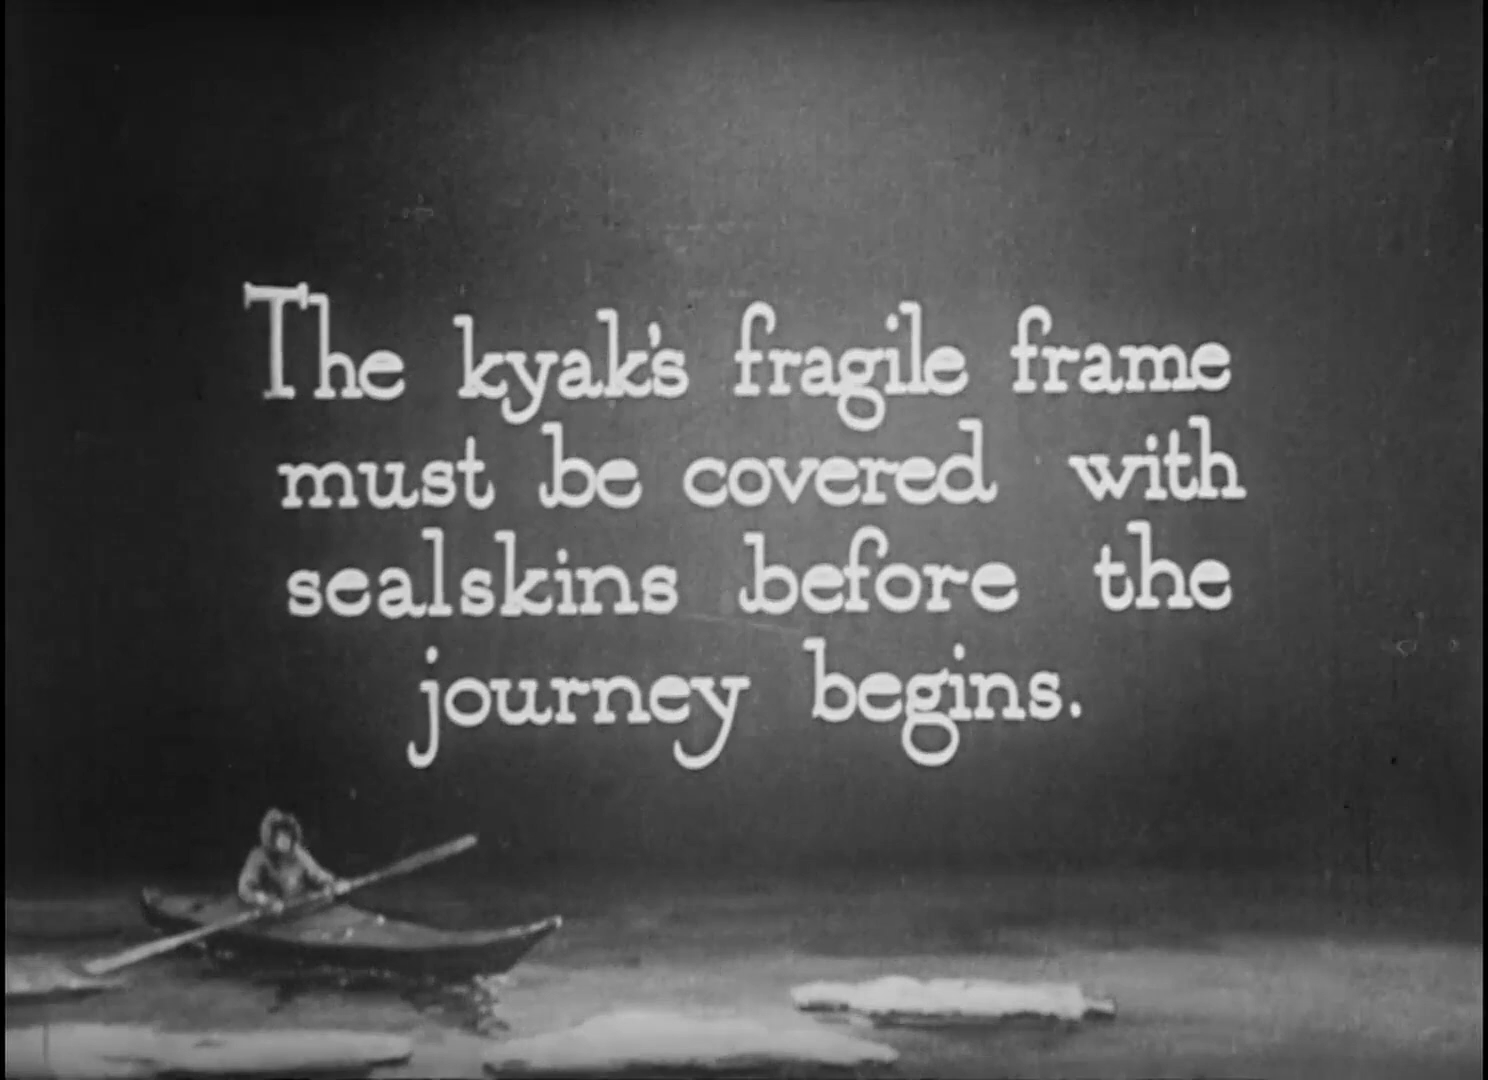 The kyak's fragile frame
must be covered with
sealskins before the
journey begins.